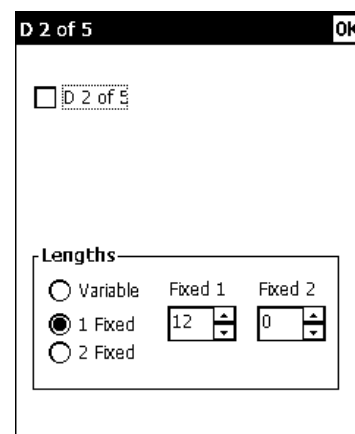 D 2 of 5 OK
D 2 of 5
Lengths
Variable Fixed 1 Fixed 2
1 Fixed 12 0
2 Fixed